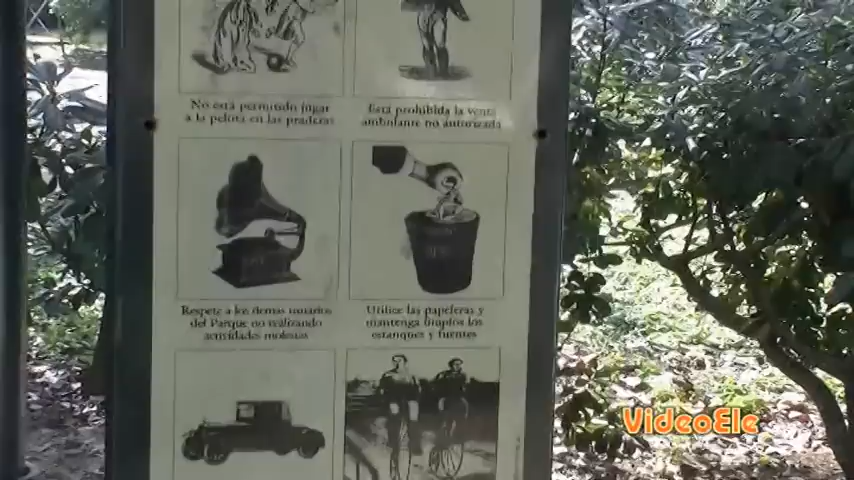 No está permitido jugar
a la pelota en las praderas
Está prohibida la venta
ambulante no autorizada
Respete a los demas usuarios
del Parque no realizando
actividades molestas
Utilice las papeleras y
mantenga limpios los
estanques y fuentes
VideoEle